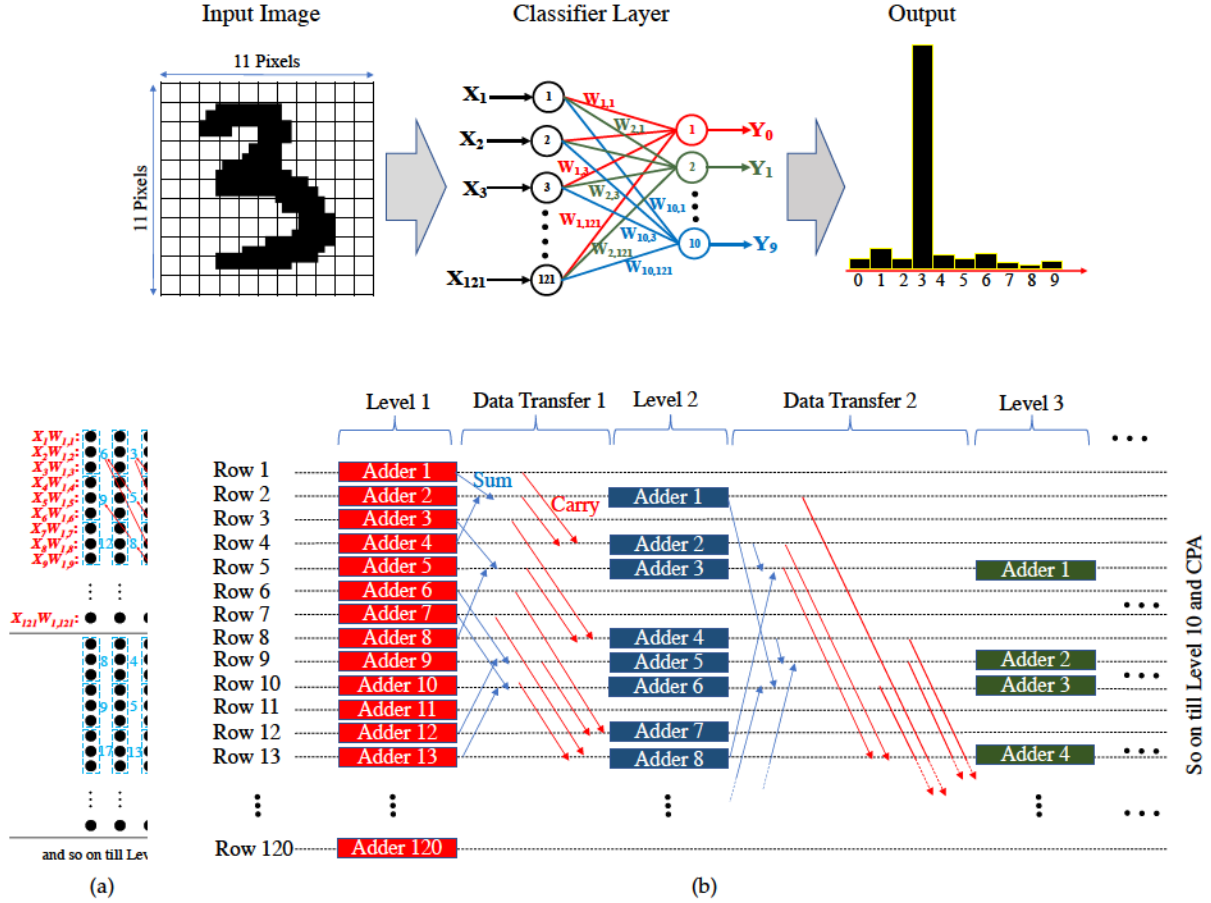 Input Image
Classifier Layer
Output
11 Pixels
11 Pixels
X1
X2
X3
X121
1
2
3
121
W1,1
W2,1
W1,3
W2,3
W10,1
W1,121
W10,3
W2,121
W10,121
1
2
10
Y0
Y1
Y9
0 1 2 3 4 5 6 7 8 9
Level 1
Data Transfer 1
Level 2
Data Transfer 2
Level 3
X1W1,1:
X2W1,2:
X3W1,3:
X4W1,4:
X5W1,5:
X6W1,6:
X7W1,7:
X8W1,8:
X9W1,9:
X121W1,121:
6 3
9 5
12 8
8 4
9 5
17 13
and so on till Lev
(a)
Row 1 Adder 1
Row 2 Adder 2 Adder 1
Row 3 Adder 3
Row 4 Adder 4 Adder 2
Row 5 Adder 5 Adder 3 Adder 1
Row 6 Adder 6
Row 7 Adder 7
Row 8 Adder 8 Adder 4
Row 9 Adder 9 Adder 5 Adder 2
Row 10 Adder 10 Adder 6 Adder 3
Row 11 Adder 11
Row 12 Adder 12 Adder 7
Row 13 Adder 13 Adder 8 Adder 4
Row 120 Adder 120
Sum
Carry
So on till Level 10 and CPA
(b)